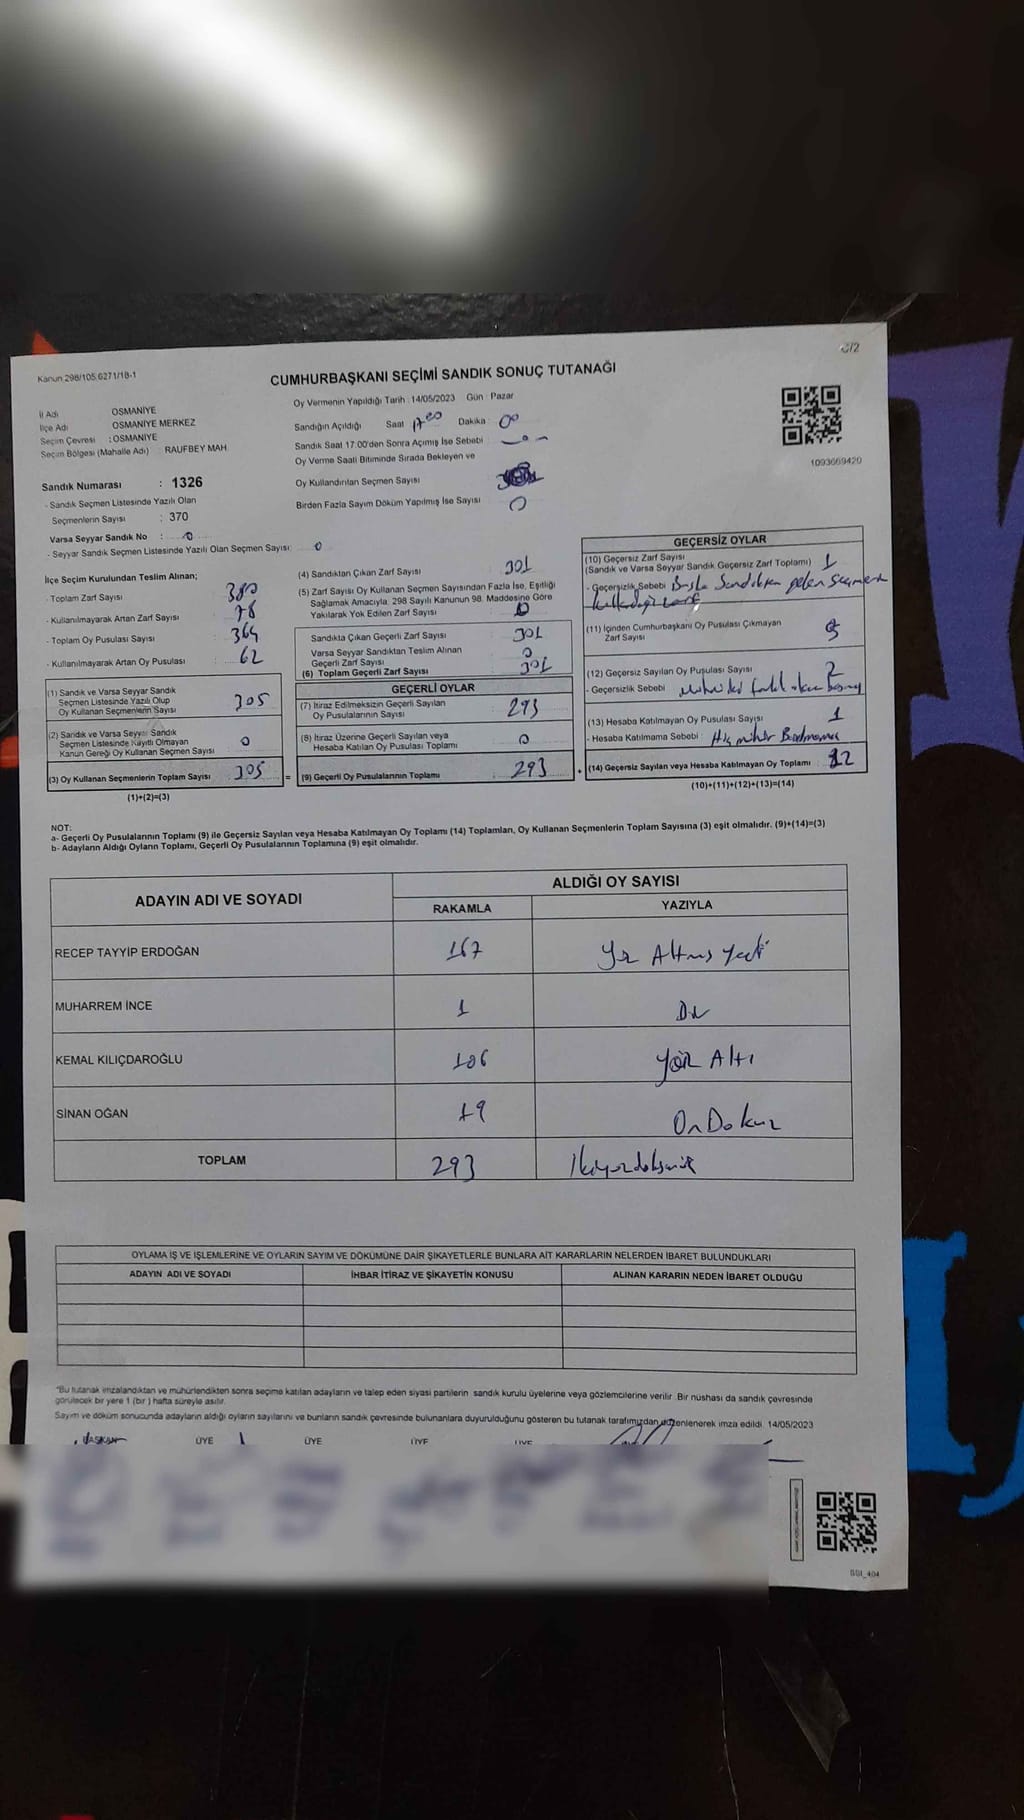 C/2
Kanun 298/105.6271/18-1
CUMHURBAŞKANI SEÇİMİ SANDIK SONUÇ TUTANAĞI
İl Adı OSMANİYE
İlçe Adı OSMANİYE MERKEZ
Seçim Çevresi : OSMANİYE
Seçim Bölgesi (Mahalle Adı) : RAUFBEY MAH.
Sandık Numarası : 1326
- Sandık Seçmen Listesinde Yazılı Olan
Seçmenlerin Sayısı : 370
Varsa Seyyar Sandık No : 0
- Seyyar Sandık Seçmen Listesinde Yazılı Olan Seçmen Sayısı: 0
Oy Vermenin Yapıldığı Tarih : 14/05/2023 Gün : Pazar
Sandığın Açıldığı Saat 17 00 Dakika 00
Sandık Saat 17:00'den Sonra Açımış İse Sebebi
Oy Verme Saati Bitiminde Sırada Bekleyen ve
Oy Kullandırılan Seçmen Sayısı
Birden Fazla Sayım Döküm Yapılmış İse Sayısı 0
1093669420
İlçe Seçim Kurulundan Teslim Alınan;
- Toplam Zarf Sayısı 380
- Kullanılmayarak Artan Zarf Sayısı 78
- Toplam Oy Pusulası Sayısı 364
- Kullanılmayarak Artan Oy Pusulası 62
(1) Sandık ve Varsa Seyyar Sandık
Seçmen Listesinde Yazılı Olup
Oy Kullanan Seçmenlerin Sayısı 305
(2) Sandık ve Varsa Seyyar Sandık
Seçmen Listesinde Kayıtlı Olmayan
Kanun Gereği Oy Kullanan Seçmen Sayısı 0
(3) Oy Kullanan Seçmenlerin Toplam Sayısı 305 =
(1)+(2)=(3)
(4) Sandıktan Çıkan Zarf Sayısı 301
(5) Zarf Sayısı Oy Kullanan Seçmen Sayısından Fazla İse, Eşitliği
Sağlamak Amacıyla; 298 Sayılı Kanunun 98. Maddesine Göre
Yakılarak Yok Edilen Zarf Sayısı 0
Sandıkta Çıkan Geçerli Zarf Sayısı 301
Varsa Seyyar Sandıktan Teslim Alınan
Geçerli Zarf Sayısı 0
(6) Toplam Geçerli Zarf Sayısı 301
GEÇERLİ OYLAR
(7) İtiraz Edilmeksizin Geçerli Sayılan
Oy Pusulalarının Sayısı 293
(8) İtiraz Üzerine Geçerli Sayılan veya
Hesaba Katılan Oy Pusulası Toplamı 0
(9) Geçerli Oy Pusulalarının Toplamı 293 +
GEÇERSİZ OYLAR
(10) Geçersiz Zarf Sayısı
(Sandık ve Varsa Seyyar Sandık Geçersiz Zarf Toplamı) 1
- Geçersizlik Sebebi Başka Sandıktan gelen seçmenin
(11) İçinden Cumhurbaşkanı Oy Pusulası Çıkmayan
Zarf Sayısı
(12) Geçersiz Sayılan Oy Pusulası Sayısı 2
- Geçersizlik Sebebi
(13) Hesaba Katılmayan Oy Pusulası Sayısı 1
- Hesaba Katılmama Sebebi : Hiç mühür Basılmama
(14) Geçersiz Sayılan veya Hesaba Katılmayan Oy Toplamı 12
(10)+(11)+(12)+(13)=(14)
NOT:
a- Geçerli Oy Pusulalarının Toplamı (9) ile Geçersiz Sayılan veya Hesaba Katılmayan Oy Toplamı (14) Toplamları, Oy Kullanan Seçmenlerin Toplam Sayısına (3) eşit olmalıdır. (9)+(14)=(3)
b- Adayların Aldığı Oyların Toplamı, Geçerli Oy Pusulalarının Toplamına (9) eşit olmalıdır.
ADAYIN ADI VE SOYADI ALDIĞI OY SAYISI
RAKAMLA YAZIYLA
RECEP TAYYİP ERDOĞAN 167 Yüz Altmış Yedi
MUHARREM İNCE 1 Bir
KEMAL KILIÇDAROĞLU 106 Yüz Altı
SİNAN OĞAN 19 On Dokuz
TOPLAM 293
OYLAMA İŞ VE İŞLEMLERİNE VE OYLARIN SAYIM VE DÖKÜMÜNE DAİR ŞİKAYETLERLE BUNLARA AİT KARARLARIN NELERDEN İBARET BULUNDUKLARI
ADAYIN ADI VE SOYADI İHBAR İTİRAZ VE ŞİKAYETİN KONUSU ALINAN KARARIN NEDEN İBARET OLDUĞU
*Bu tutanak imzalandıktan ve mühürlendikten sonra seçime katılan adayların ve talep eden siyasi partilerin sandık kurulu üyelerine veya gözlemcilerine verilir. Bir nüshası da sandık çevresinde
görülecek bir yere 1 (bir) hafta süreyle asılır.
Sayım ve döküm sonucunda adayların aldığı oyların sayılarını ve bunların sandık çevresinde bulunanlara duyurulduğunu gösteren bu tutanak tarafımızdan düzenlenerek imza edildi. 14/05/2023
BAŞKAN ÜYE ÜYE ÜYE ÜYE
SSI_404